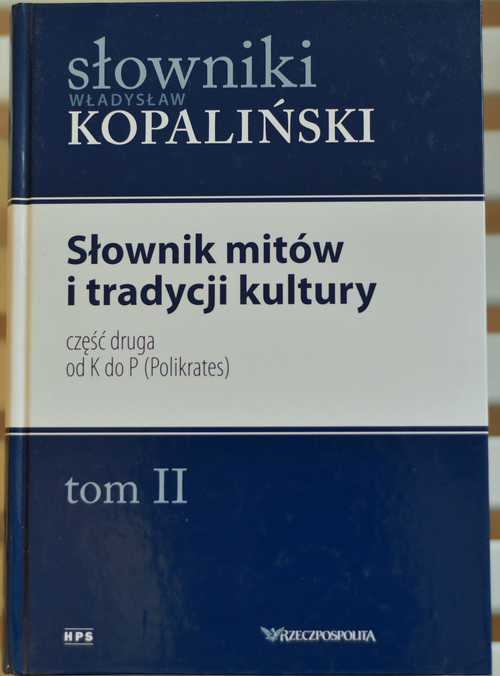 słowniki
WŁADYSŁAW
KOPALIŃSKI
Słownik mitów
i tradycji kultury
część druga
od K do P (Polikrates)
tom II
HPS
RZECZPOSPOLITA